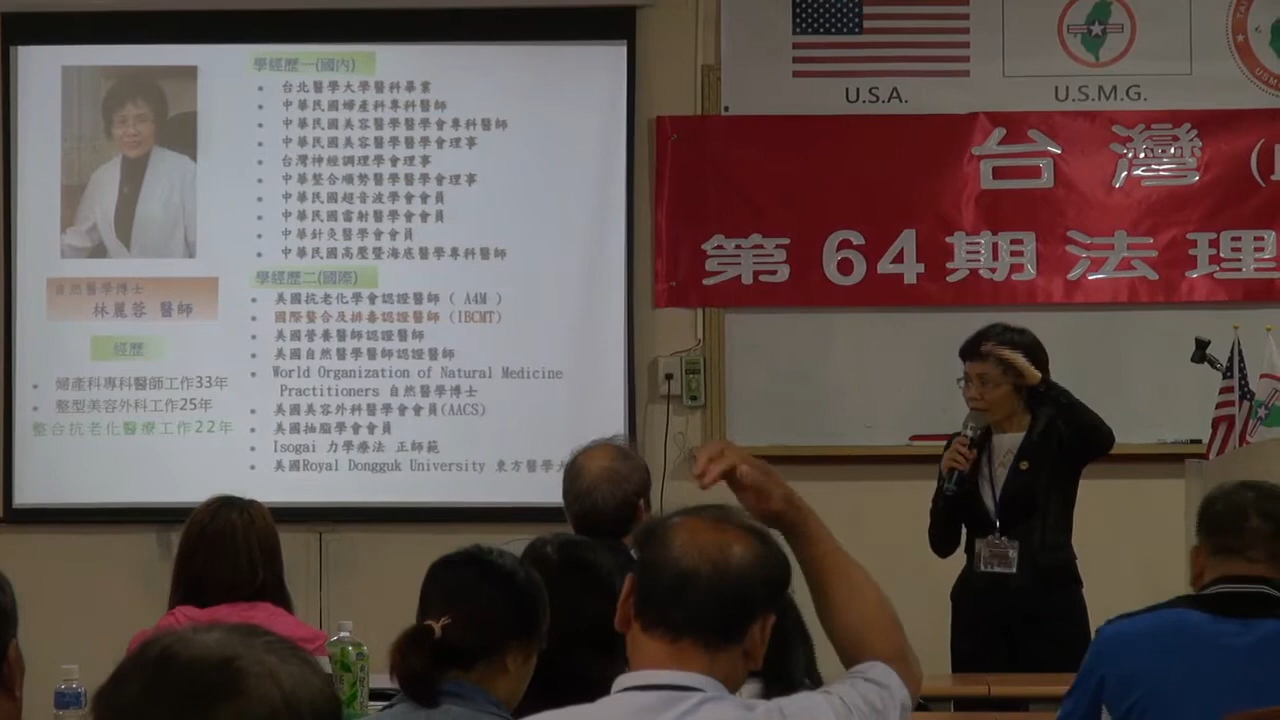 學經歷一(國內)
台北醫學大學醫科畢業
中華民國婦產科專科醫師
中華民國美容醫學醫學會專科醫師
中華民國美容醫學醫學會理事
台灣神經調理學會理事
中華整合順勢醫學醫學會理事
中華民國超音波學會會員
中華民國雷射醫學會會員
中華針灸醫學會會員
中華民國高壓暨海底醫學專科醫師
學經歷二(國際)
美國抗老化學會認證醫師 ( A4M )
國際螯合及排毒認證醫師 (IBCMT)
美國營養醫師認證醫師
美國自然醫學醫師認證醫師
World Organization of Natural Medicine
Practitioners 自然醫學博士
美國美容外科醫學會會員(AACS)
美國抽脂學會會員
Isogai 力學療法 正師範
美國Royal Dongguk University 東方醫學
自然醫學博士
林麗蓉 醫師
經歷
婦產科專科醫師工作33年
整型美容外科工作25年
整合抗老化醫療工作22年
U.S.A.
U.S.M.G.
台灣
第64期法理